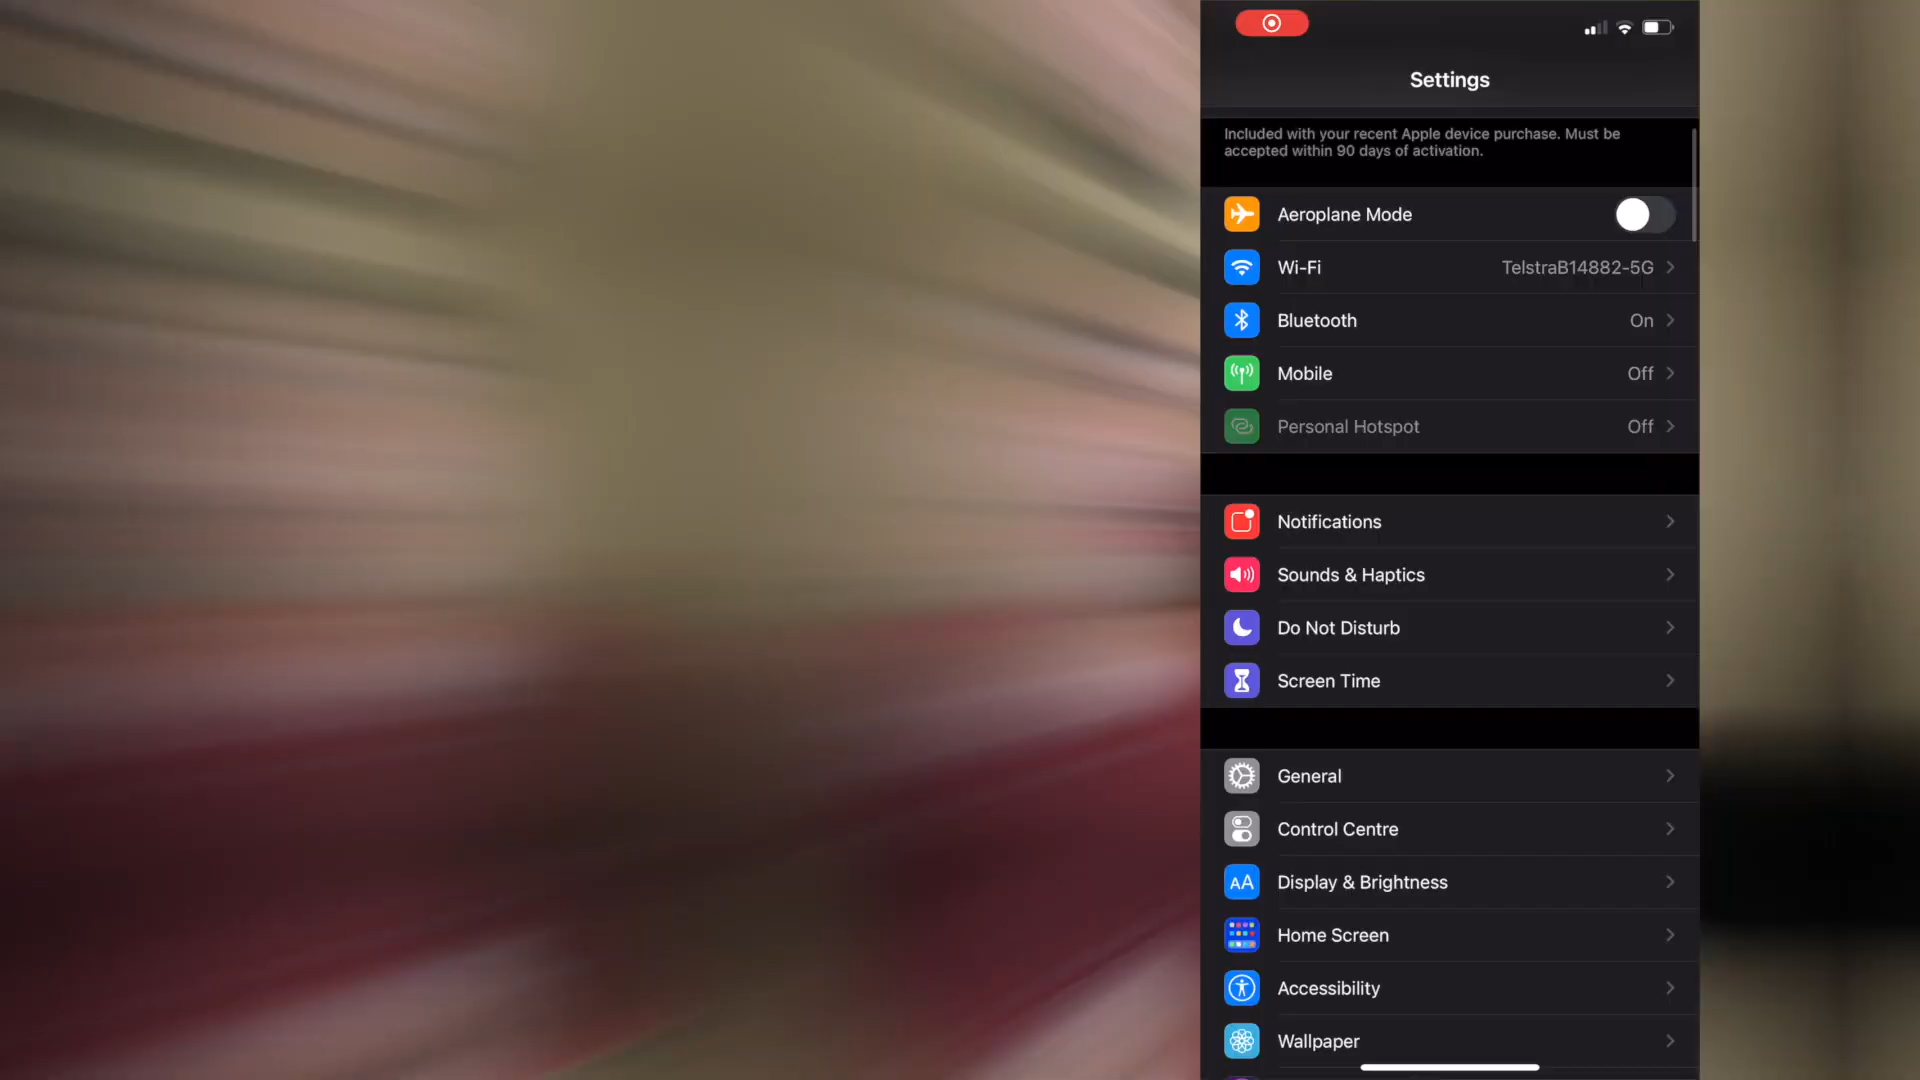 Settings
Included with your recent Apple device purchase. Must be
accepted within 90 days of activation.
Aeroplane Mode
Wi-Fi TelstraB14882-5G
Bluetooth On
Mobile Off
Personal Hotspot Off
Notifications
Sounds & Haptics
Do Not Disturb
Screen Time
General
Control Centre
AA Display & Brightness
Home Screen
Accessibility
Wallpaper